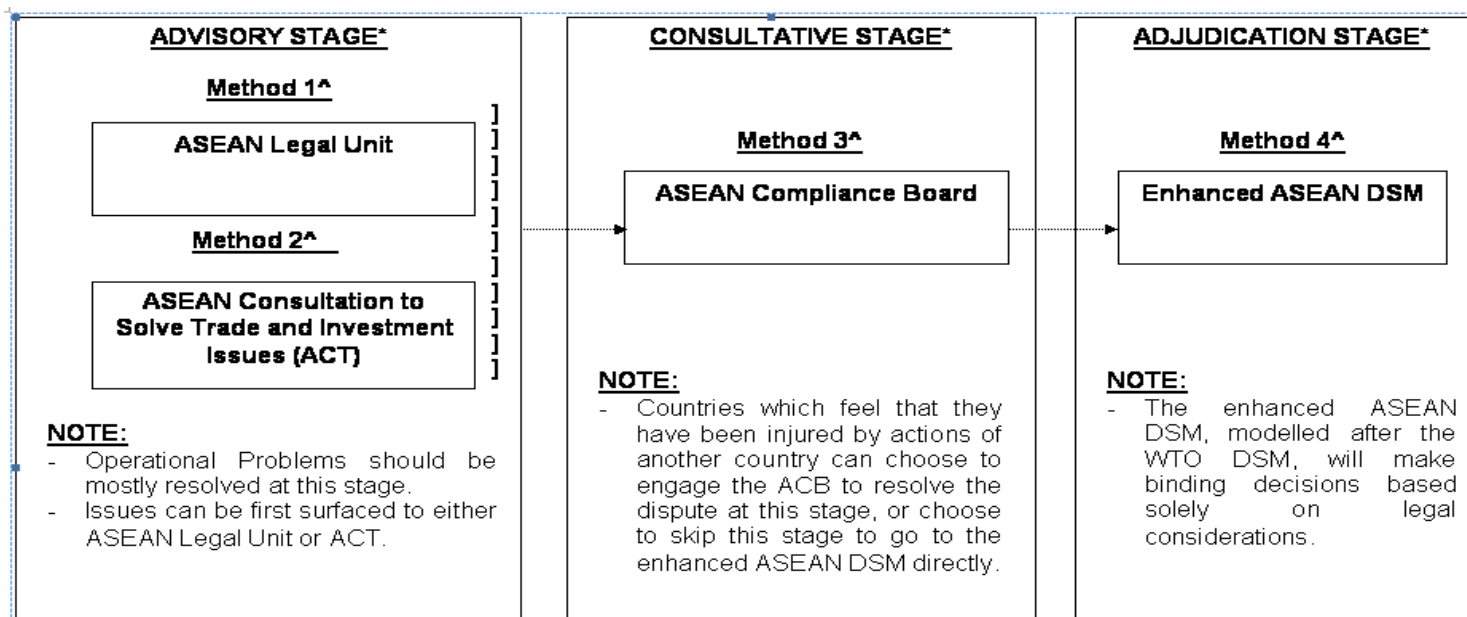 ADVISORY STAGE*
Method 1^
ASEAN Legal Unit
Method 2^
ASEAN Consultation to
Solve Trade and Investment
Issues (ACT)
]
]
]
]
]
]
]
]
]
]
]
NOTE:
- Operational Problems should be
mostly resolved at this stage.
- Issues can be first surfaced to either
ASEAN Legal Unit or ACT.
CONSULTATIVE STAGE*
Method 3^
ASEAN Compliance Board
NOTE:
- Countries which feel that they
have been injured by actions of
another country can choose to
engage the ACB to resolve the
dispute at this stage, or choose
to skip this stage to go to the
enhanced ASEAN DSM directly.
ADJUDICATION STAGE*
Method 4^
Enhanced ASEAN DSM
NOTE:
- The enhanced ASEAN
DSM, modelled after the
WTO DSM, will make
binding decisions based
solely on legal
considerations.